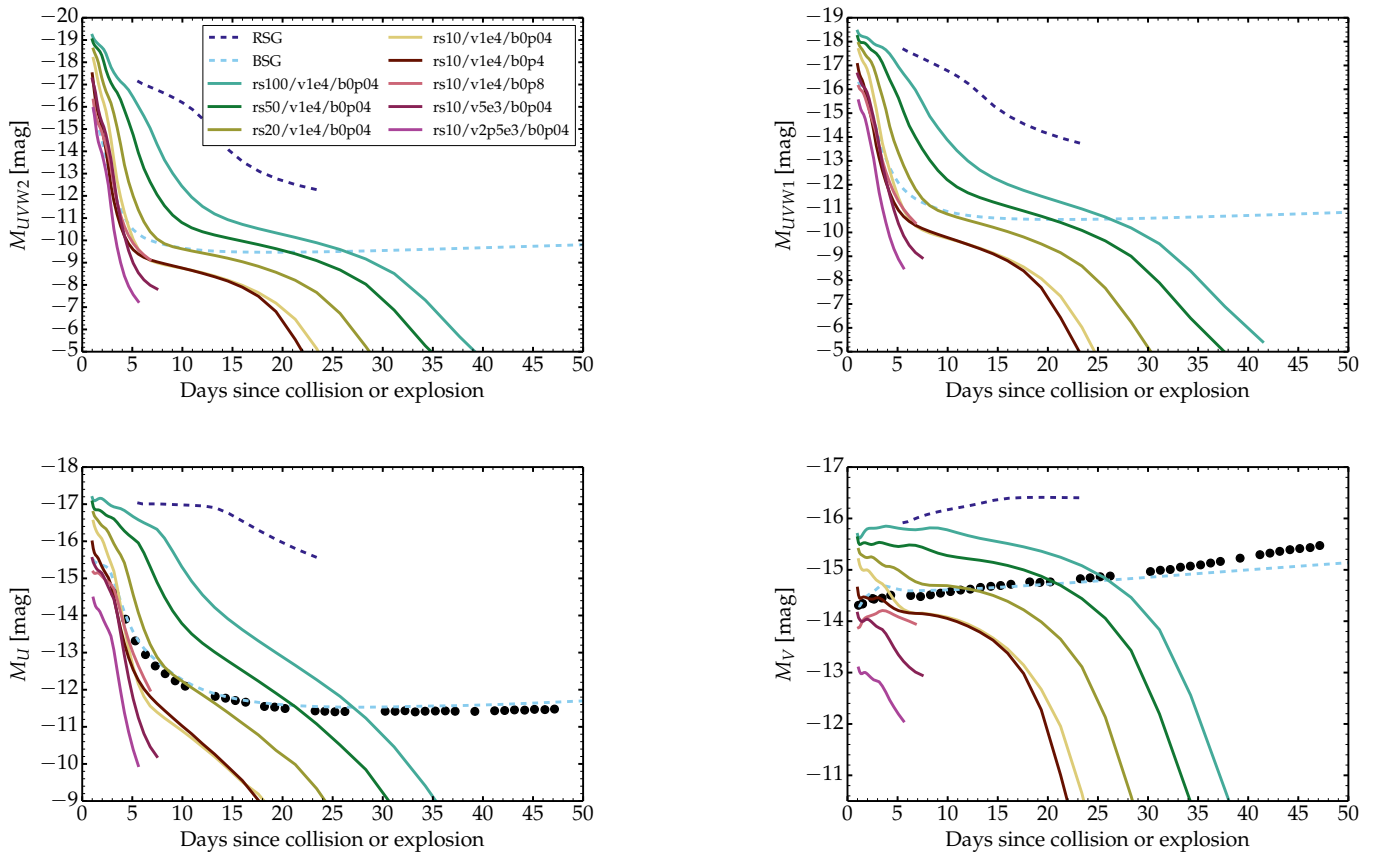 −20
−19
−18
−17
−16
−15
−14
−13
−12
−11
−10
−9
−8
−7
−6
−5
M_{UVW2} [mag]
RSG
BSG
rs100/v1e4/b0p04
rs50/v1e4/b0p04
rs20/v1e4/b0p04
rs10/v1e4/b0p04
rs10/v1e4/b0p4
rs10/v1e4/b0p8
rs10/v5e3/b0p04
rs10/v2p5e3/b0p04
0 5 10 15 20 25 30 35 40 45 50
Days since collision or explosion
−19
−18
−17
−16
−15
−14
−13
−12
−11
−10
−9
−8
−7
−6
−5
M_{UVW1} [mag]
0 5 10 15 20 25 30 35 40 45 50
Days since collision or explosion
−18
−17
−16
−15
−14
−13
−12
−11
−10
−9
M_U [mag]
0 5 10 15 20 25 30 35 40 45 50
Days since collision or explosion
−17
−16
−15
−14
−13
−12
−11
M_V [mag]
0 5 10 15 20 25 30 35 40 45 50
Days since collision or explosion